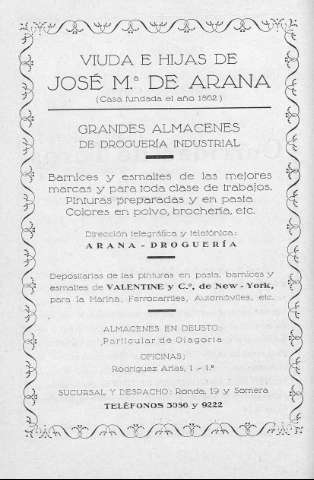 VIUDA E HIJAS DE
JOSÉ M.ª DE ARANA
(Casa fundada el año 1862)
GRANDES ALMACENES
DE DROGUERÍA INDUSTRIAL
Barnices y esmaltes de las mejores
marcas y para toda clase de trabajos.
Pinturas preparadas y en pasta
Colores en polvo, brochería, etc.
Dirección telegráfica y telefónica:
ARANA - DROGUERÍA
Depositarias de las pinturas en pasta, barnices y
esmaltes de VALENTINE y C.ª, de New-York,
para la Marina, Ferrocarriles, Automóviles, etc.
ALMACENES EN DEUSTO:
Particular de Olagorta
OFICINAS:
Rodríguez Arias, 1 - 1.º
SUCURSAL Y DESPACHO: Ronda, 19 y Somera
TELÉFONOS 3080 y 9222